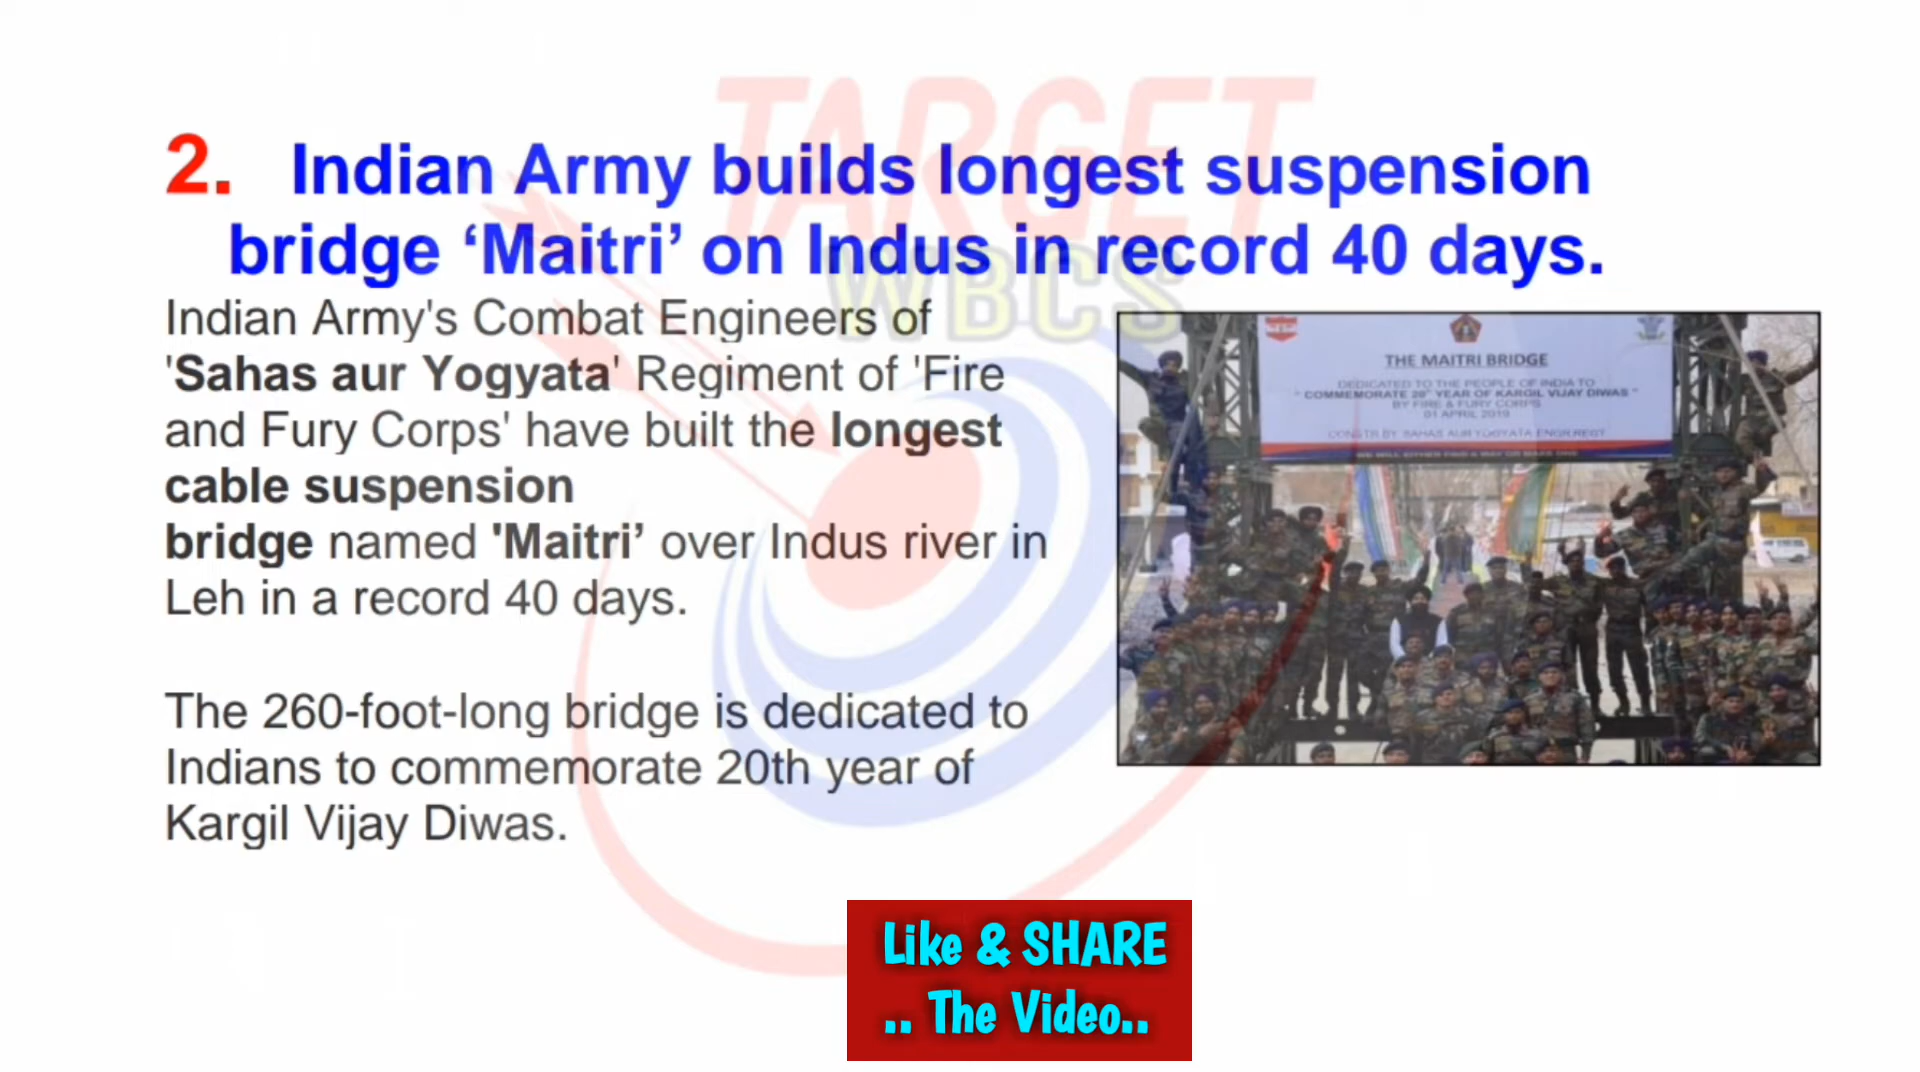 TARGET
WBCS
2. Indian Army builds longest suspension
bridge ‘Maitri’ on Indus in record 40 days.
Indian Army's Combat Engineers of
'Sahas aur Yogyata' Regiment of 'Fire
and Fury Corps' have built the longest
cable suspension
bridge named 'Maitri’ over Indus river in
Leh in a record 40 days.
The 260-foot-long bridge is dedicated to
Indians to commemorate 20th year of
Kargil Vijay Diwas.
THE MAITRI BRIDGE
DEDICATED TO THE PEOPLE OF INDIA TO
" COMMEMORATE 20th YEAR OF KARGIL VIJAY DIWAS "
BY FIRE & FURY CORPS
01 APRIL 2019
CONSTR BY SAHAS AUR YOGYATA ENGR REGT
Like & SHARE
.. The Video..